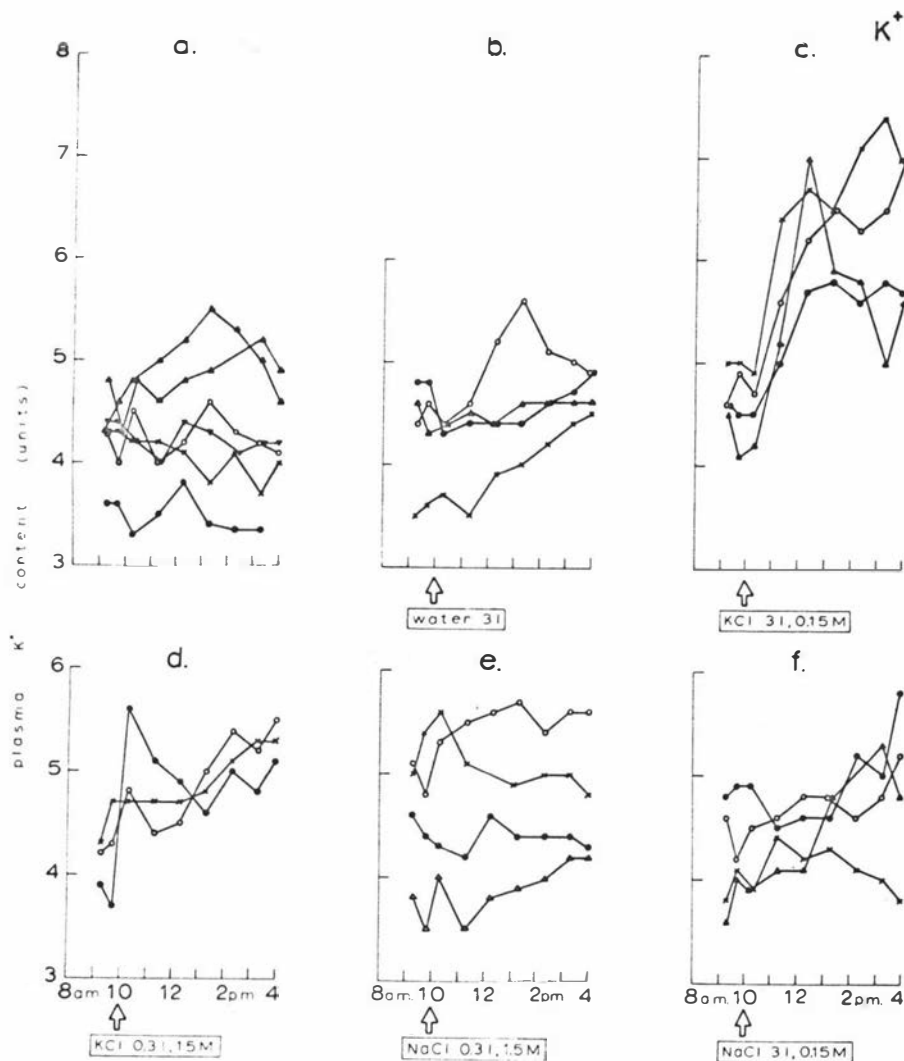 K+
a. b. c.
8
7
6
5
4
3
content (units)
water 3l
KCl 3l, 0.15M
plasma K+
d. e. f.
6
5
4
3
8am. 10 12 2pm. 4
8am. 10 12 2pm. 4
8am. 10 12 2pm. 4
KCl 0.3l, 1.5M
NaCl 0.3l, 1.5M
NaCl 3l, 0.15M